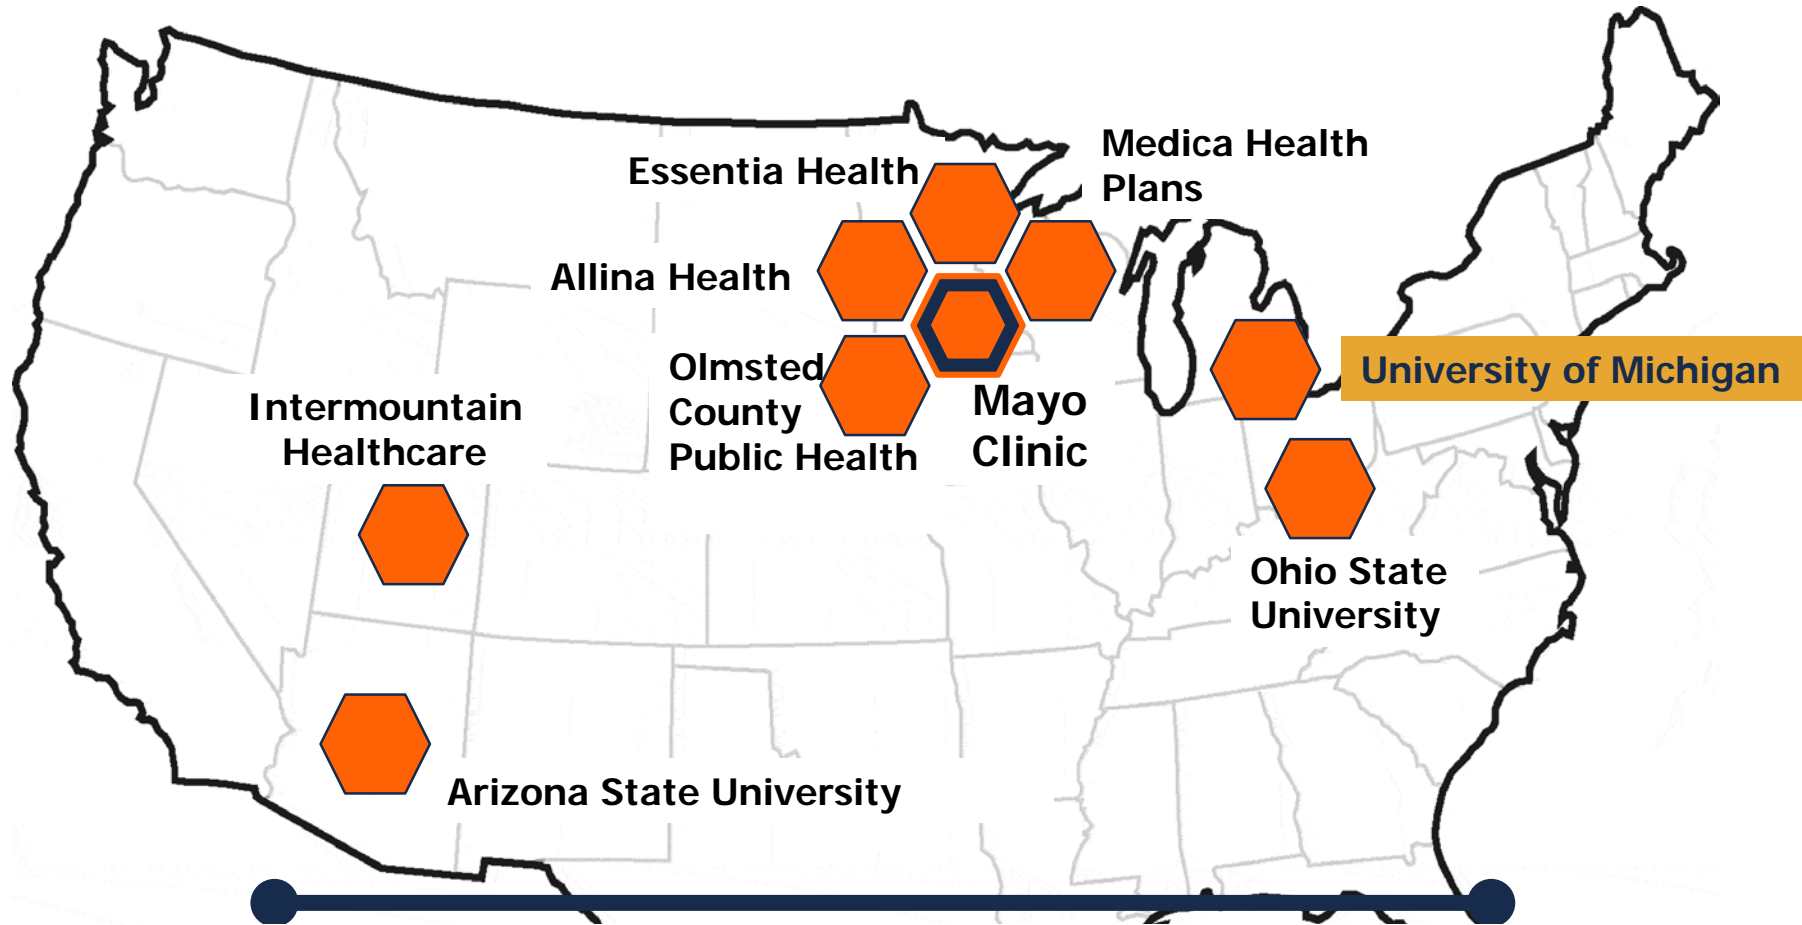 Medica Health
Plans
Essentia Health
Allina Health
Olmsted
County
Public Health
Mayo
Clinic
University of Michigan
Intermountain
Healthcare
Ohio State
University
Arizona State University